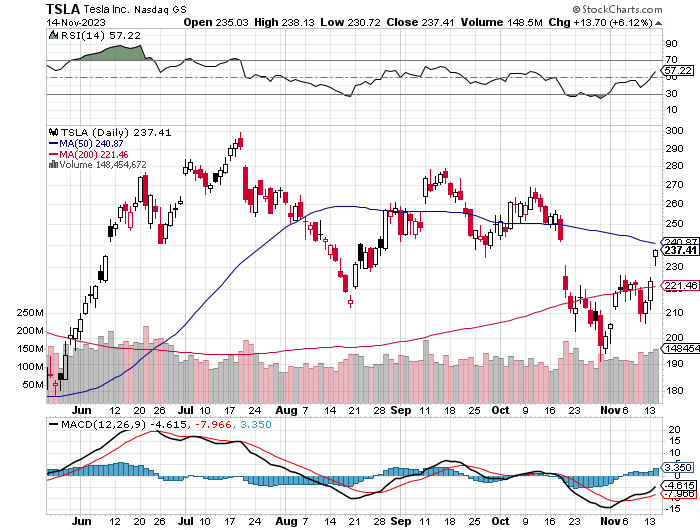 TSLA Tesla Inc. Nasdaq GS © StockCharts.com
14-Nov-2023 Open 235.03 High 238.13 Low 230.72 Close 237.41 Volume 148.5M Chg +13.70 (+6.12%)
RSI(14) 57.22
90
70
57.22
50
30
10
TSLA (Daily) 237.41
MA(50) 240.87
MA(200) 221.46
Volume 148,454,672
300
290
280
270
260
250
240.87
237.41
230
221.46
210
200
148454
190
180
250M
200M
150M
100M
50M
Jun 12 20 26 Jul 10 17 24 Aug 7 14 21 28 Sep 11 18 25 Oct 9 16 23 Nov 6 13
MACD(12,26,9) -4.615, -7.966, 3.350
20
15
10
5
3.350
-4.615
-7.966
-15
Jun 12 20 26 Jul 10 17 24 Aug 7 14 21 28 Sep 11 18 25 Oct 9 16 23 Nov 6 13